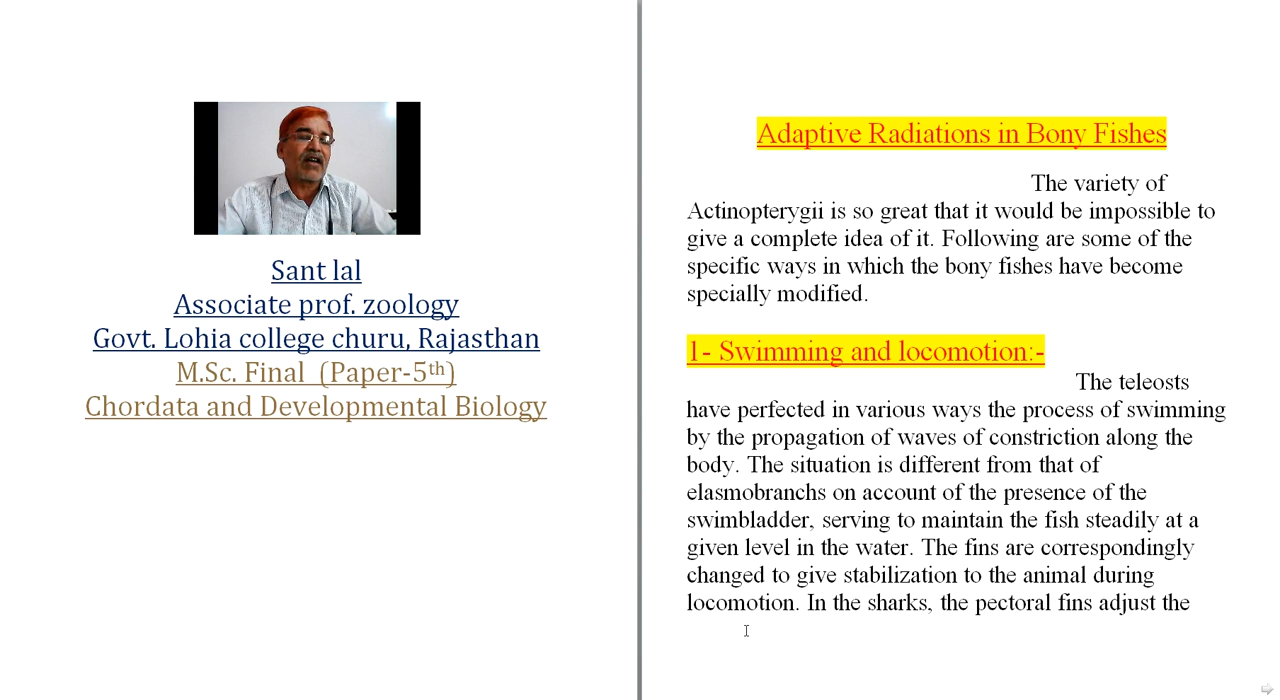 Sant lal
Associate prof. zoology
Govt. Lohia college churu, Rajasthan
M.Sc. Final (Paper-5th)
Chordata and Developmental Biology
Adaptive Radiations in Bony Fishes
The variety of
Actinopterygii is so great that it would be impossible to
give a complete idea of it. Following are some of the
specific ways in which the bony fishes have become
specially modified.
1- Swimming and locomotion:-
The teleosts
have perfected in various ways the process of swimming
by the propagation of waves of constriction along the
body. The situation is different from that of
elasmobranchs on account of the presence of the
swimbladder, serving to maintain the fish steadily at a
given level in the water. The fins are correspondingly
changed to give stabilization to the animal during
locomotion. In the sharks, the pectoral fins adjust the